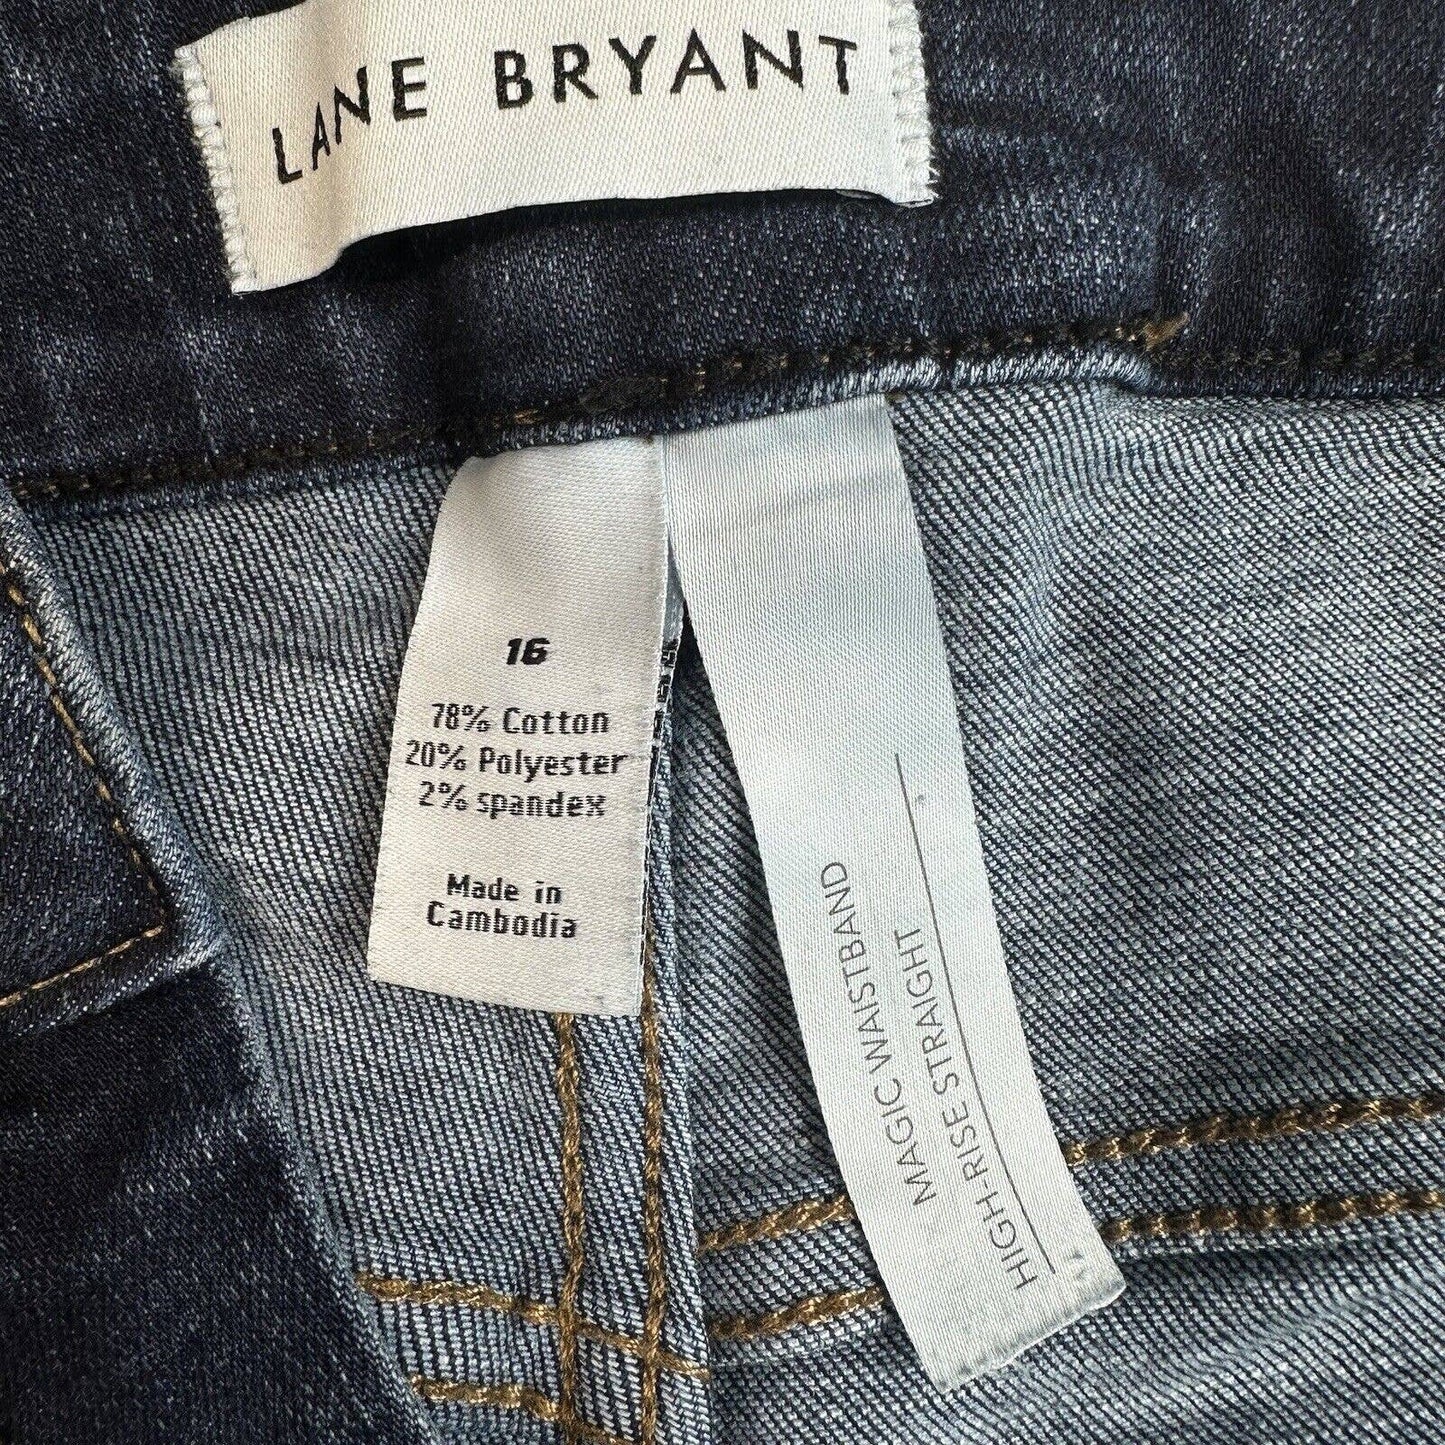 LANE BRYANT
16
78% Cotton
20% Polyester
2% spandex
Made in
Cambodia
MAGIC WAISTBAND
HIGH-RISE STRAIGHT